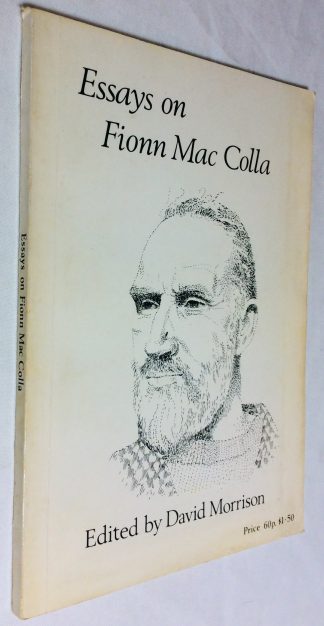 Essays on
Fionn Mac Colla
Edited by David Morrison
Price 60p. $1·50
Essays on Fionn Mac Colla